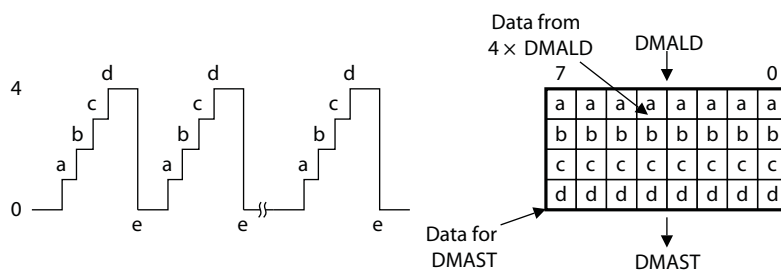 4
0
a
b
c
d
e
a
b
c
d
e
a
b
c
d
e
Data from
4 × DMALD
DMALD
7 0
a a a a a a a a
b b b b b b b b
c c c c c c c c
d d d d d d d d
Data for
DMAST
DMAST